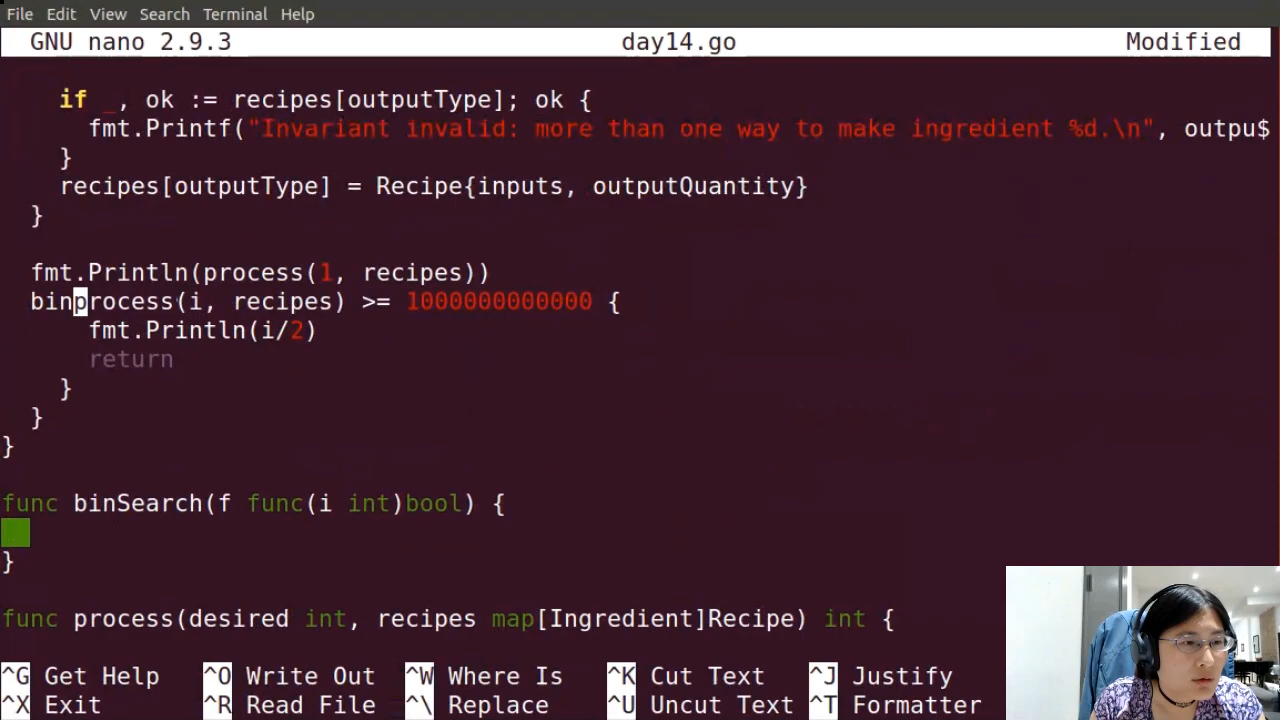 File Edit View Search Terminal Help
GNU nano 2.9.3 day14.go Modified
if _, ok := recipes[outputType]; ok {
fmt.Printf("Invariant invalid: more than one way to make ingredient %d.\n", outpu$
}
recipes[outputType] = Recipe{inputs, outputQuantity}
}
fmt.Println(process(1, recipes))
binprocess(i, recipes) >= 1000000000000 {
fmt.Println(i/2)
return
}
}
}
func binSearch(f func(i int)bool) {
}
func process(desired int, recipes map[Ingredient]Recipe) int {
^G Get Help ^O Write Out ^W Where Is ^K Cut Text ^J Justify
^X Exit ^R Read File ^\ Replace ^U Uncut Text ^T Formatter